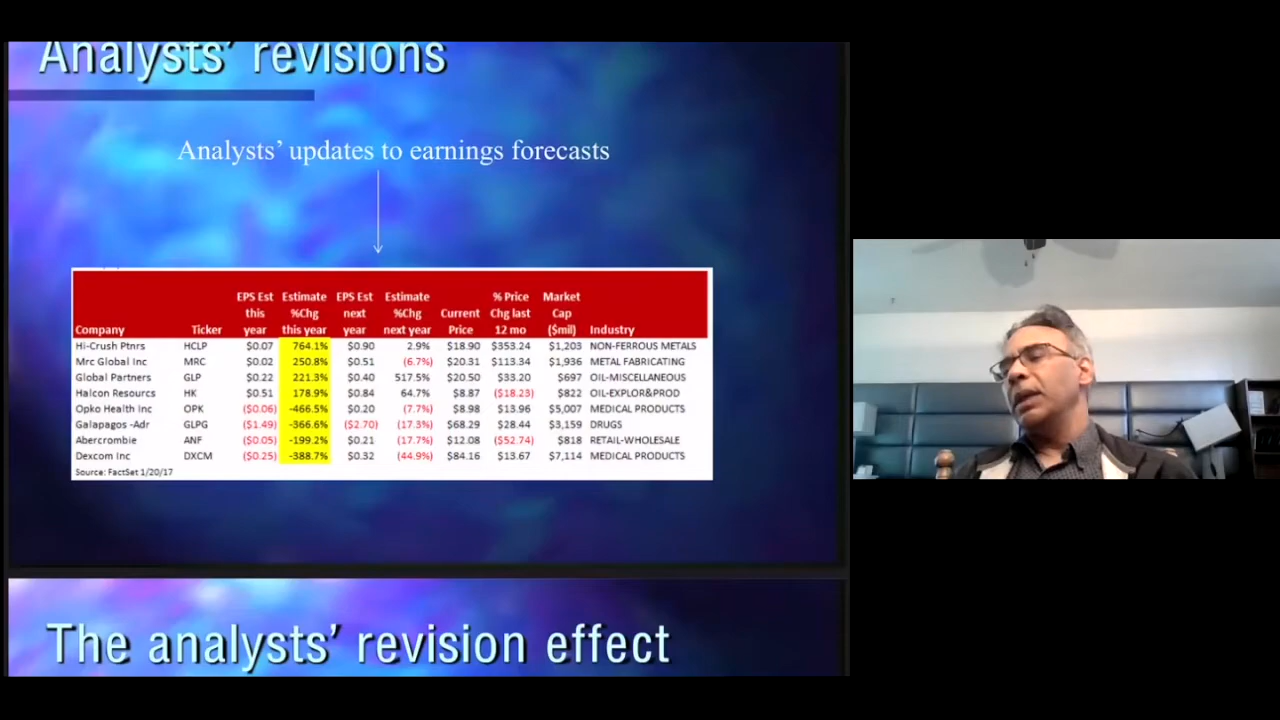 Analysts' revisions
Analysts' updates to earnings forecasts
EPS Est Estimate EPS Est Estimate % Price Market
this %Chg next %Chg Current Chg last Cap
Company Ticker year this year year next year Price 12 mo ($mil) Industry
Hi-Crush Ptnrs HCLP $0.07 764.1% $0.90 2.9% $18.90 $353.24 $1,203 NON-FERROUS METALS
Mrc Global Inc MRC $0.02 250.8% $0.51 (6.7%) $20.31 $113.34 $1,936 METAL FABRICATING
Global Partners GLP $0.22 221.3% $0.40 517.5% $20.50 $33.20 $697 OIL-MISCELLANEOUS
Halcon Resourcs HK $0.51 178.9% $0.84 64.7% $8.87 ($18.23) $822 OIL-EXPLOR&PROD
Opko Health Inc OPK ($0.06) -466.5% $0.20 (7.7%) $8.98 $13.96 $5,007 MEDICAL PRODUCTS
Galapagos -Adr GLPG ($1.49) -366.6% ($2.70) (17.3%) $68.29 $28.44 $3,159 DRUGS
Abercrombie ANF ($0.05) -199.2% $0.21 (17.7%) $12.08 ($52.74) $818 RETAIL-WHOLESALE
Dexcom Inc DXCM ($0.25) -388.7% $0.32 (44.9%) $84.16 $13.67 $7,114 MEDICAL PRODUCTS
Source: FactSet 1/20/17
The analysts' revision effect